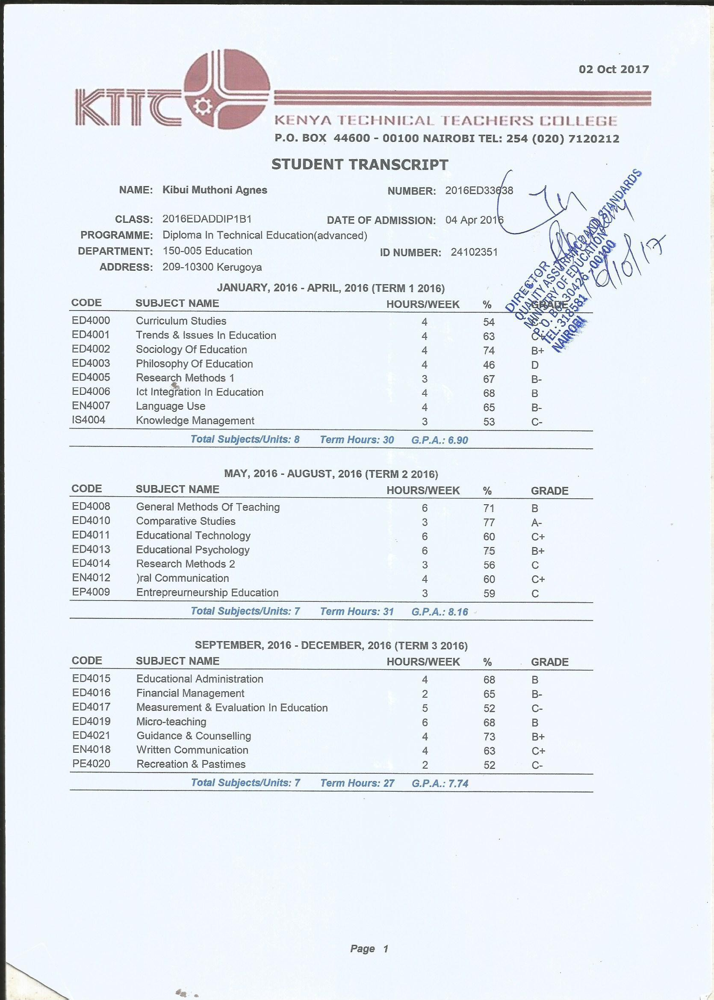 02 Oct 2017
KTTC
KENYA TECHNICAL TEACHERS COLLEGE
P.O. BOX 44600 - 00100 NAIROBI TEL: 254 (020) 7120212
STUDENT TRANSCRIPT
NAME: Kibui Muthoni Agnes NUMBER: 2016ED33638
CLASS: 2016EDADDIP1B1 DATE OF ADMISSION: 04 Apr 2016
PROGRAMME: Diploma In Technical Education(advanced)
DEPARTMENT: 150-005 Education ID NUMBER: 24102351
ADDRESS: 209-10300 Kerugoya
DIRECTOR
QUALITY ASSURANCE AND STANDARDS
MINISTRY OF EDUCATION
P. O. BOX 30426 - 00100
TEL: 318581
NAIROBI
/10/17
JANUARY, 2016 - APRIL, 2016 (TERM 1 2016)
CODE SUBJECT NAME HOURS/WEEK % GRADE
ED4000 Curriculum Studies 4 54
ED4001 Trends & Issues In Education 4 63 C+
ED4002 Sociology Of Education 4 74 B+
ED4003 Philosophy Of Education 4 46 D
ED4005 Research Methods 1 3 67 B-
ED4006 Ict Integration In Education 4 68 B
EN4007 Language Use 4 65 B-
IS4004 Knowledge Management 3 53 C-
Total Subjects/Units: 8 Term Hours: 30 G.P.A.: 6.90
MAY, 2016 - AUGUST, 2016 (TERM 2 2016)
CODE SUBJECT NAME HOURS/WEEK % GRADE
ED4008 General Methods Of Teaching 6 71 B
ED4010 Comparative Studies 3 77 A-
ED4011 Educational Technology 6 60 C+
ED4013 Educational Psychology 6 75 B+
ED4014 Research Methods 2 3 56 C
EN4012 )ral Communication 4 60 C+
EP4009 Entrepreurneurship Education 3 59 C
Total Subjects/Units: 7 Term Hours: 31 G.P.A.: 8.16
SEPTEMBER, 2016 - DECEMBER, 2016 (TERM 3 2016)
CODE SUBJECT NAME HOURS/WEEK % GRADE
ED4015 Educational Administration 4 68 B
ED4016 Financial Management 2 65 B-
ED4017 Measurement & Evaluation In Education 5 52 C-
ED4019 Micro-teaching 6 68 B
ED4021 Guidance & Counselling 4 73 B+
EN4018 Written Communication 4 63 C+
PE4020 Recreation & Pastimes 2 52 C-
Total Subjects/Units: 7 Term Hours: 27 G.P.A.: 7.74
Page 1